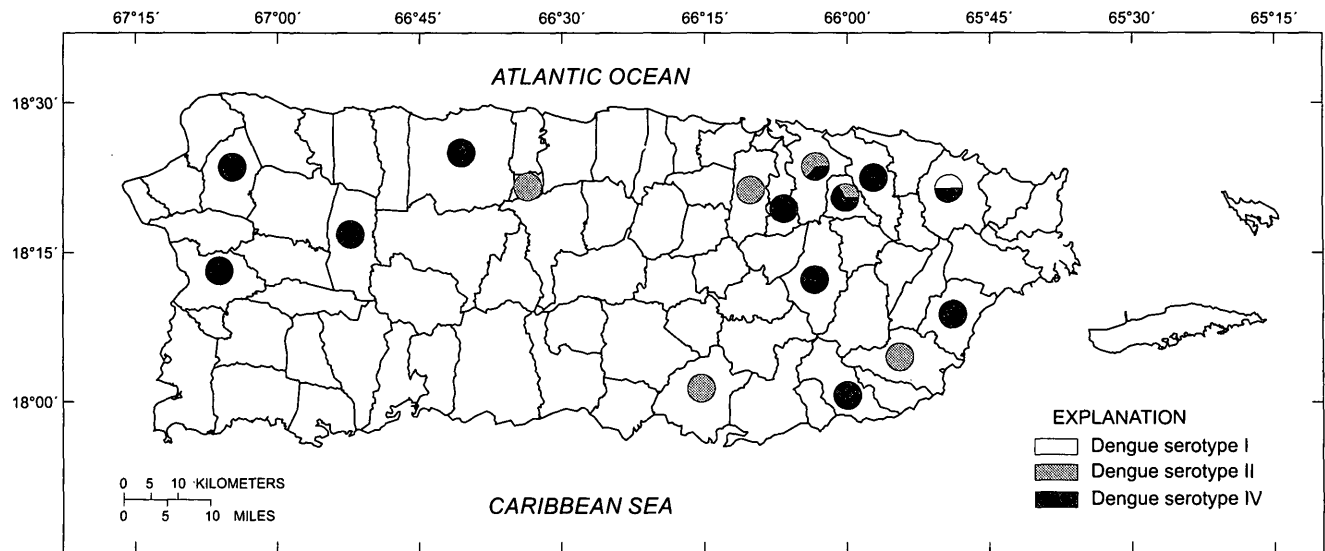 67°15′ 67°00′ 66°45′ 66°30′ 66°15′ 66°00′ 65°45′ 65°30′ 65°15′
ATLANTIC OCEAN
18°30′
18°15′
18°00′
EXPLANATION
Dengue serotype I
Dengue serotype II
Dengue serotype IV
0 5 10 KILOMETERS
0 5 10 MILES
CARIBBEAN SEA